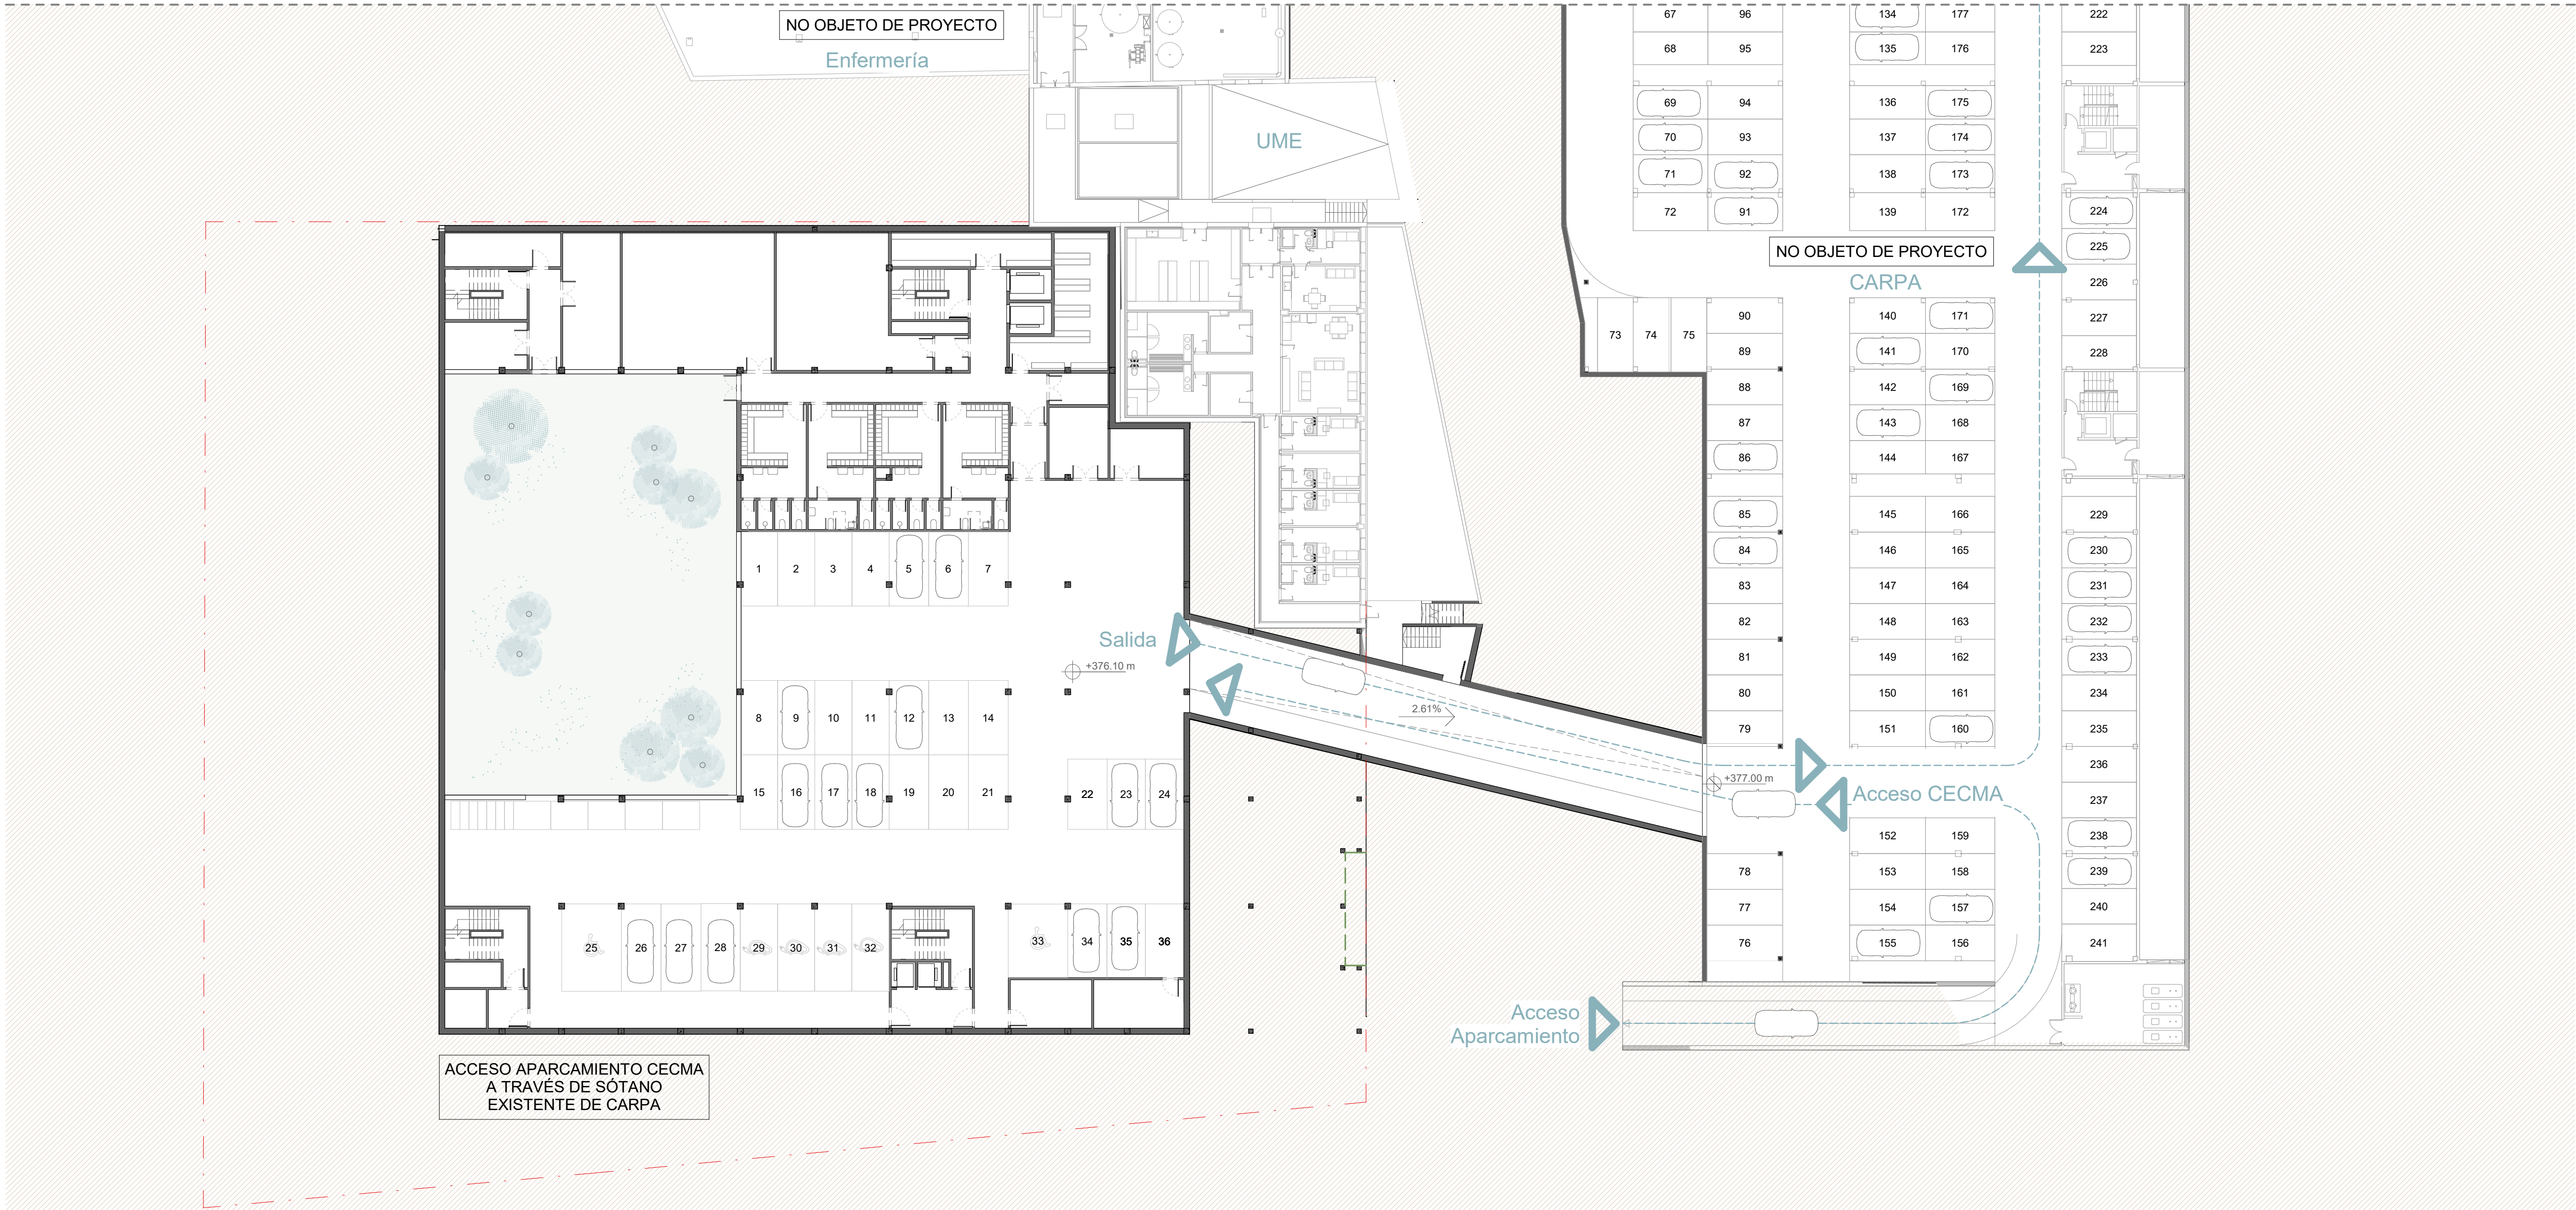 NO OBJETO DE PROYECTO
Enfermería
UME
67 96 134 177 222
68 95 135 176 223
69 94 136 175
70 93 137 174
71 92 138 173
72 91 139 172 224
NO OBJETO DE PROYECTO
225
CARPA
226
73 74 75 90 140 171 227
89 141 170 228
88 142 169
87 143 168
86 144 167
85 145 166 229
84 146 165 230
83 147 164 231
82 148 163 232
81 149 162 233
80 150 161 234
79 151 160 235
236
237
152 159 238
78 153 158 239
77 154 157 240
76 155 156 241
1 2 3 4 5 6 7
Salida
+376.10 m
2.61%
8 9 10 11 12 13 14
+377.00 m
Acceso CECMA
15 16 17 18 19 20 21 22 23 24
25 26 27 28 29 30 31 32 33 34 35 36
Acceso
Aparcamiento
ACCESO APARCAMIENTO CECMA
A TRAVÉS DE SÓTANO
EXISTENTE DE CARPA